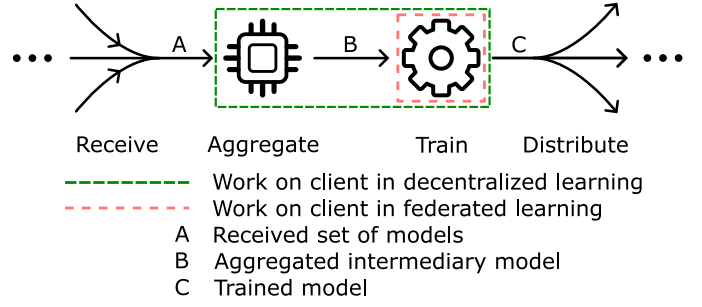 A B C
Receive Aggregate Train Distribute
Work on client in decentralized learning
Work on client in federated learning
A Received set of models
B Aggregated intermediary model
C Trained model